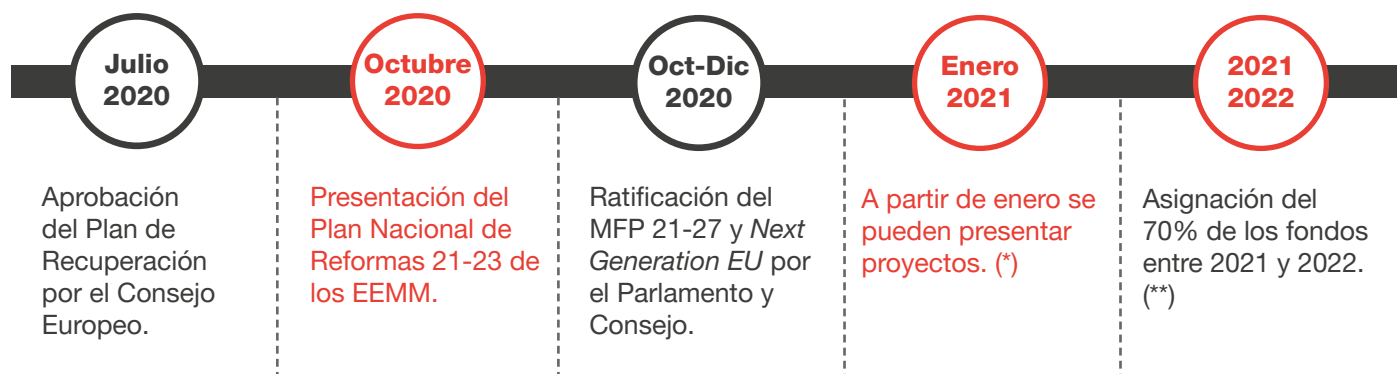 Julio
2020
Octubre
2020
Oct-Dic
2020
Enero
2021
2021
2022
Aprobación
del Plan de
Recuperación
por el Consejo
Europeo.
Presentación del
Plan Nacional de
Reformas 21-23 de
los EEMM.
Ratificación del
MFP 21-27 y Next
Generation EU por
el Parlamento y
Consejo.
A partir de enero se
pueden presentar
proyectos. (*)
Asignación del
70% de los fondos
entre 2021 y 2022.
(**)